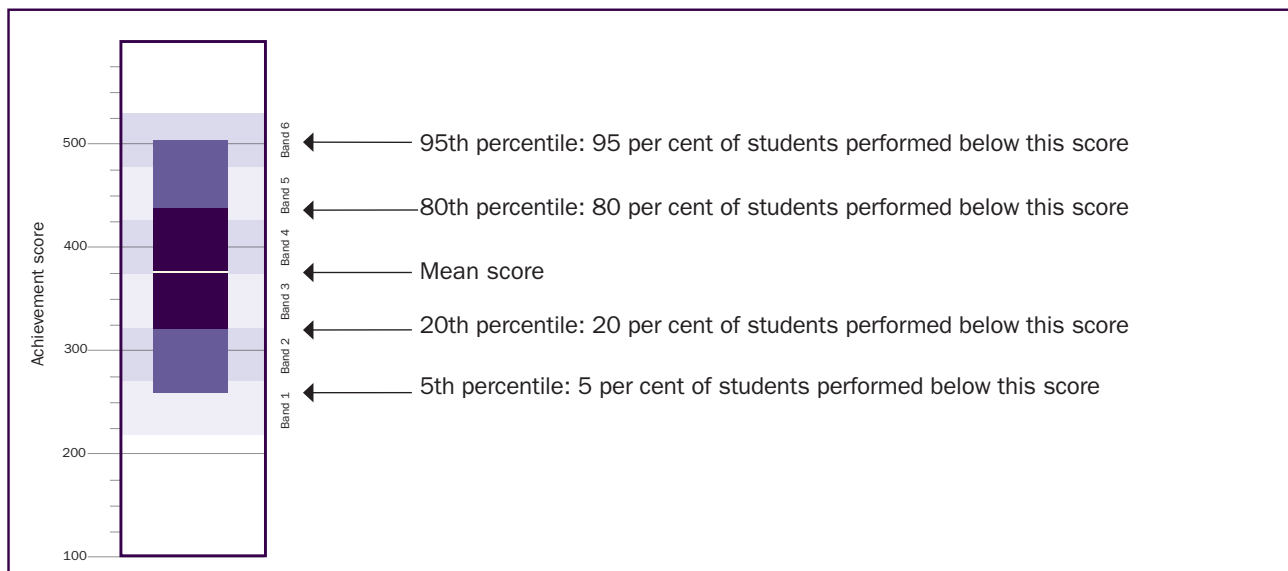 500
400
300
200
100
Achievement score
Band 6
Band 5
Band 4
Band 3
Band 2
Band 1
95th percentile: 95 per cent of students performed below this score
80th percentile: 80 per cent of students performed below this score
Mean score
20th percentile: 20 per cent of students performed below this score
5th percentile: 5 per cent of students performed below this score